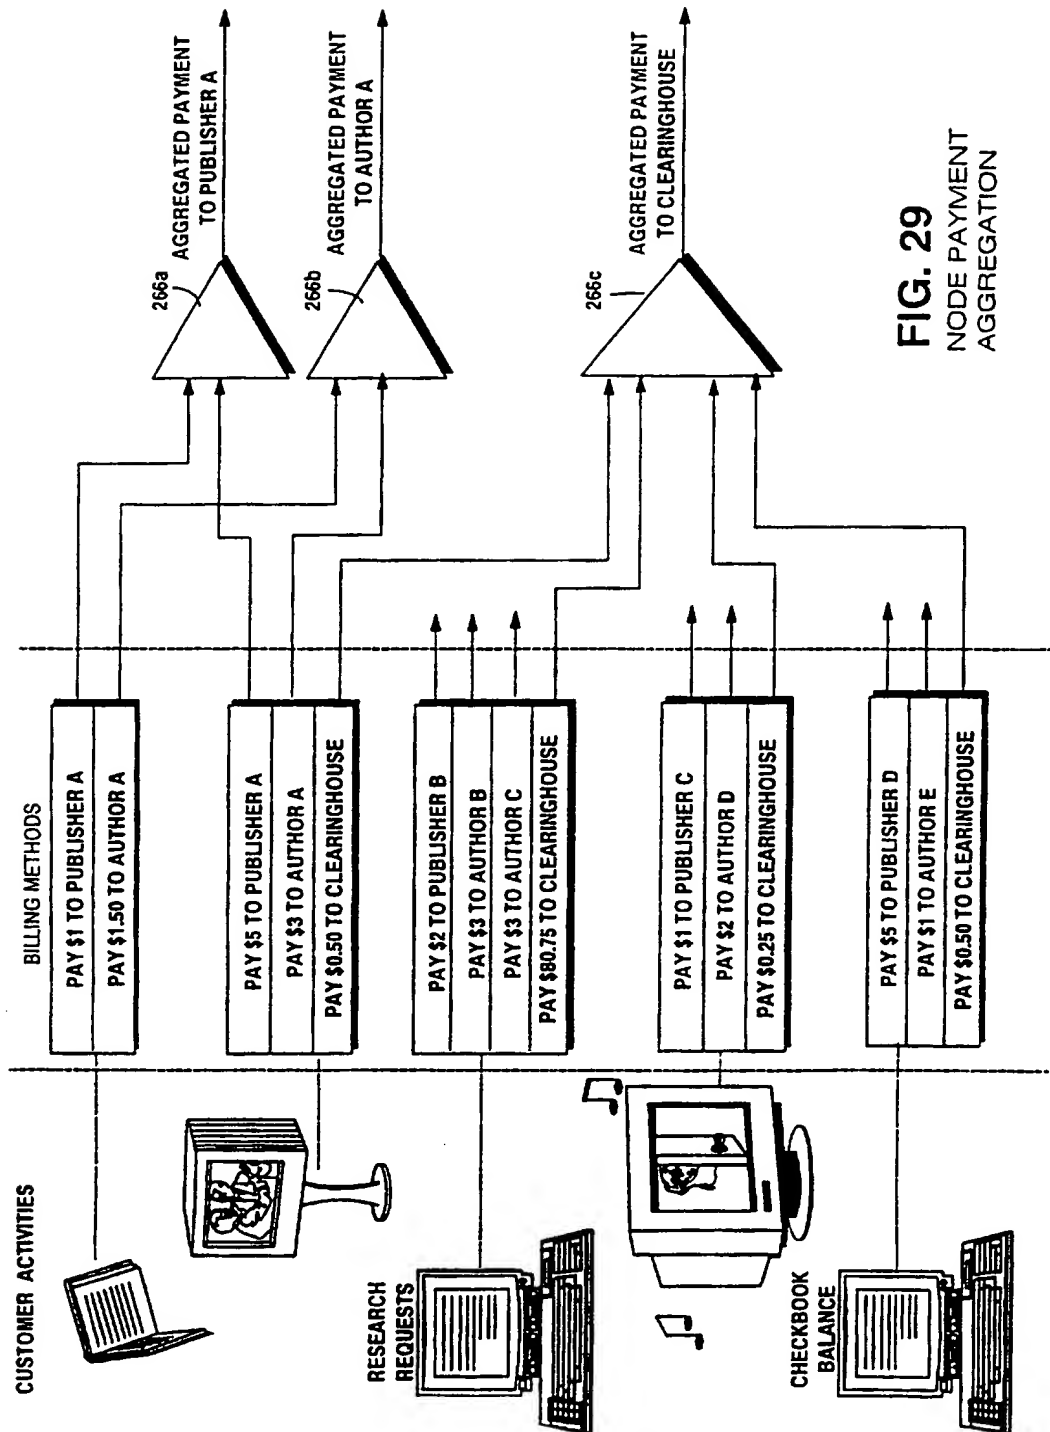 CUSTOMER ACTIVITIES
RESEARCH
REQUESTS
CHECKBOOK
BALANCE
BILLING METHODS
PAY $1 TO PUBLISHER A
PAY $1.50 TO AUTHOR A
PAY $5 TO PUBLISHER A
PAY $3 TO AUTHOR A
PAY $0.50 TO CLEARINGHOUSE
PAY $2 TO PUBLISHER B
PAY $3 TO AUTHOR B
PAY $3 TO AUTHOR C
PAY $80.75 TO CLEARINGHOUSE
PAY $1 TO PUBLISHER C
PAY $2 TO AUTHOR D
PAY $0.25 TO CLEARINGHOUSE
PAY $5 TO PUBLISHER D
PAY $1 TO AUTHOR E
PAY $0.50 TO CLEARINGHOUSE
266a
AGGREGATED PAYMENT
TO PUBLISHER A
266b
AGGREGATED PAYMENT
TO AUTHOR A
266c
AGGREGATED PAYMENT
TO CLEARINGHOUSE
FIG. 29
NODE PAYMENT
AGGREGATION